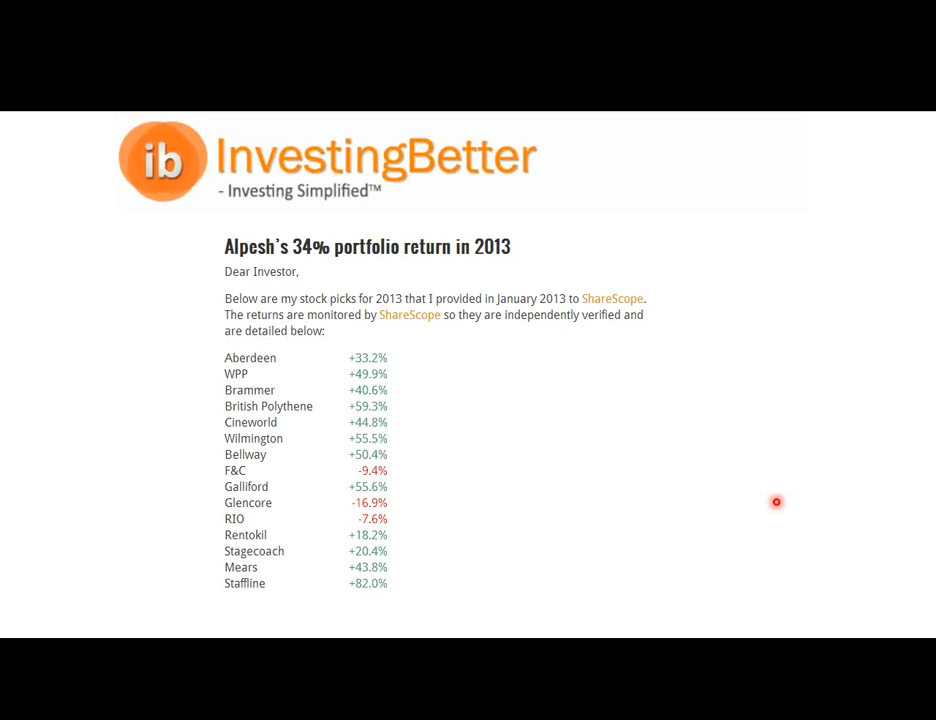 ib InvestingBetter
- Investing Simplified™
Alpesh's 34% portfolio return in 2013
Dear Investor,
Below are my stock picks for 2013 that I provided in January 2013 to ShareScope.
The returns are monitored by ShareScope so they are independently verified and
are detailed below:
Aberdeen +33.2%
WPP +49.9%
Brammer +40.6%
British Polythene +59.3%
Cineworld +44.8%
Wilmington +55.5%
Bellway +50.4%
F&C -9.4%
Galliford +55.6%
Glencore -16.9%
RIO -7.6%
Rentokil +18.2%
Stagecoach +20.4%
Mears +43.8%
Staffline +82.0%